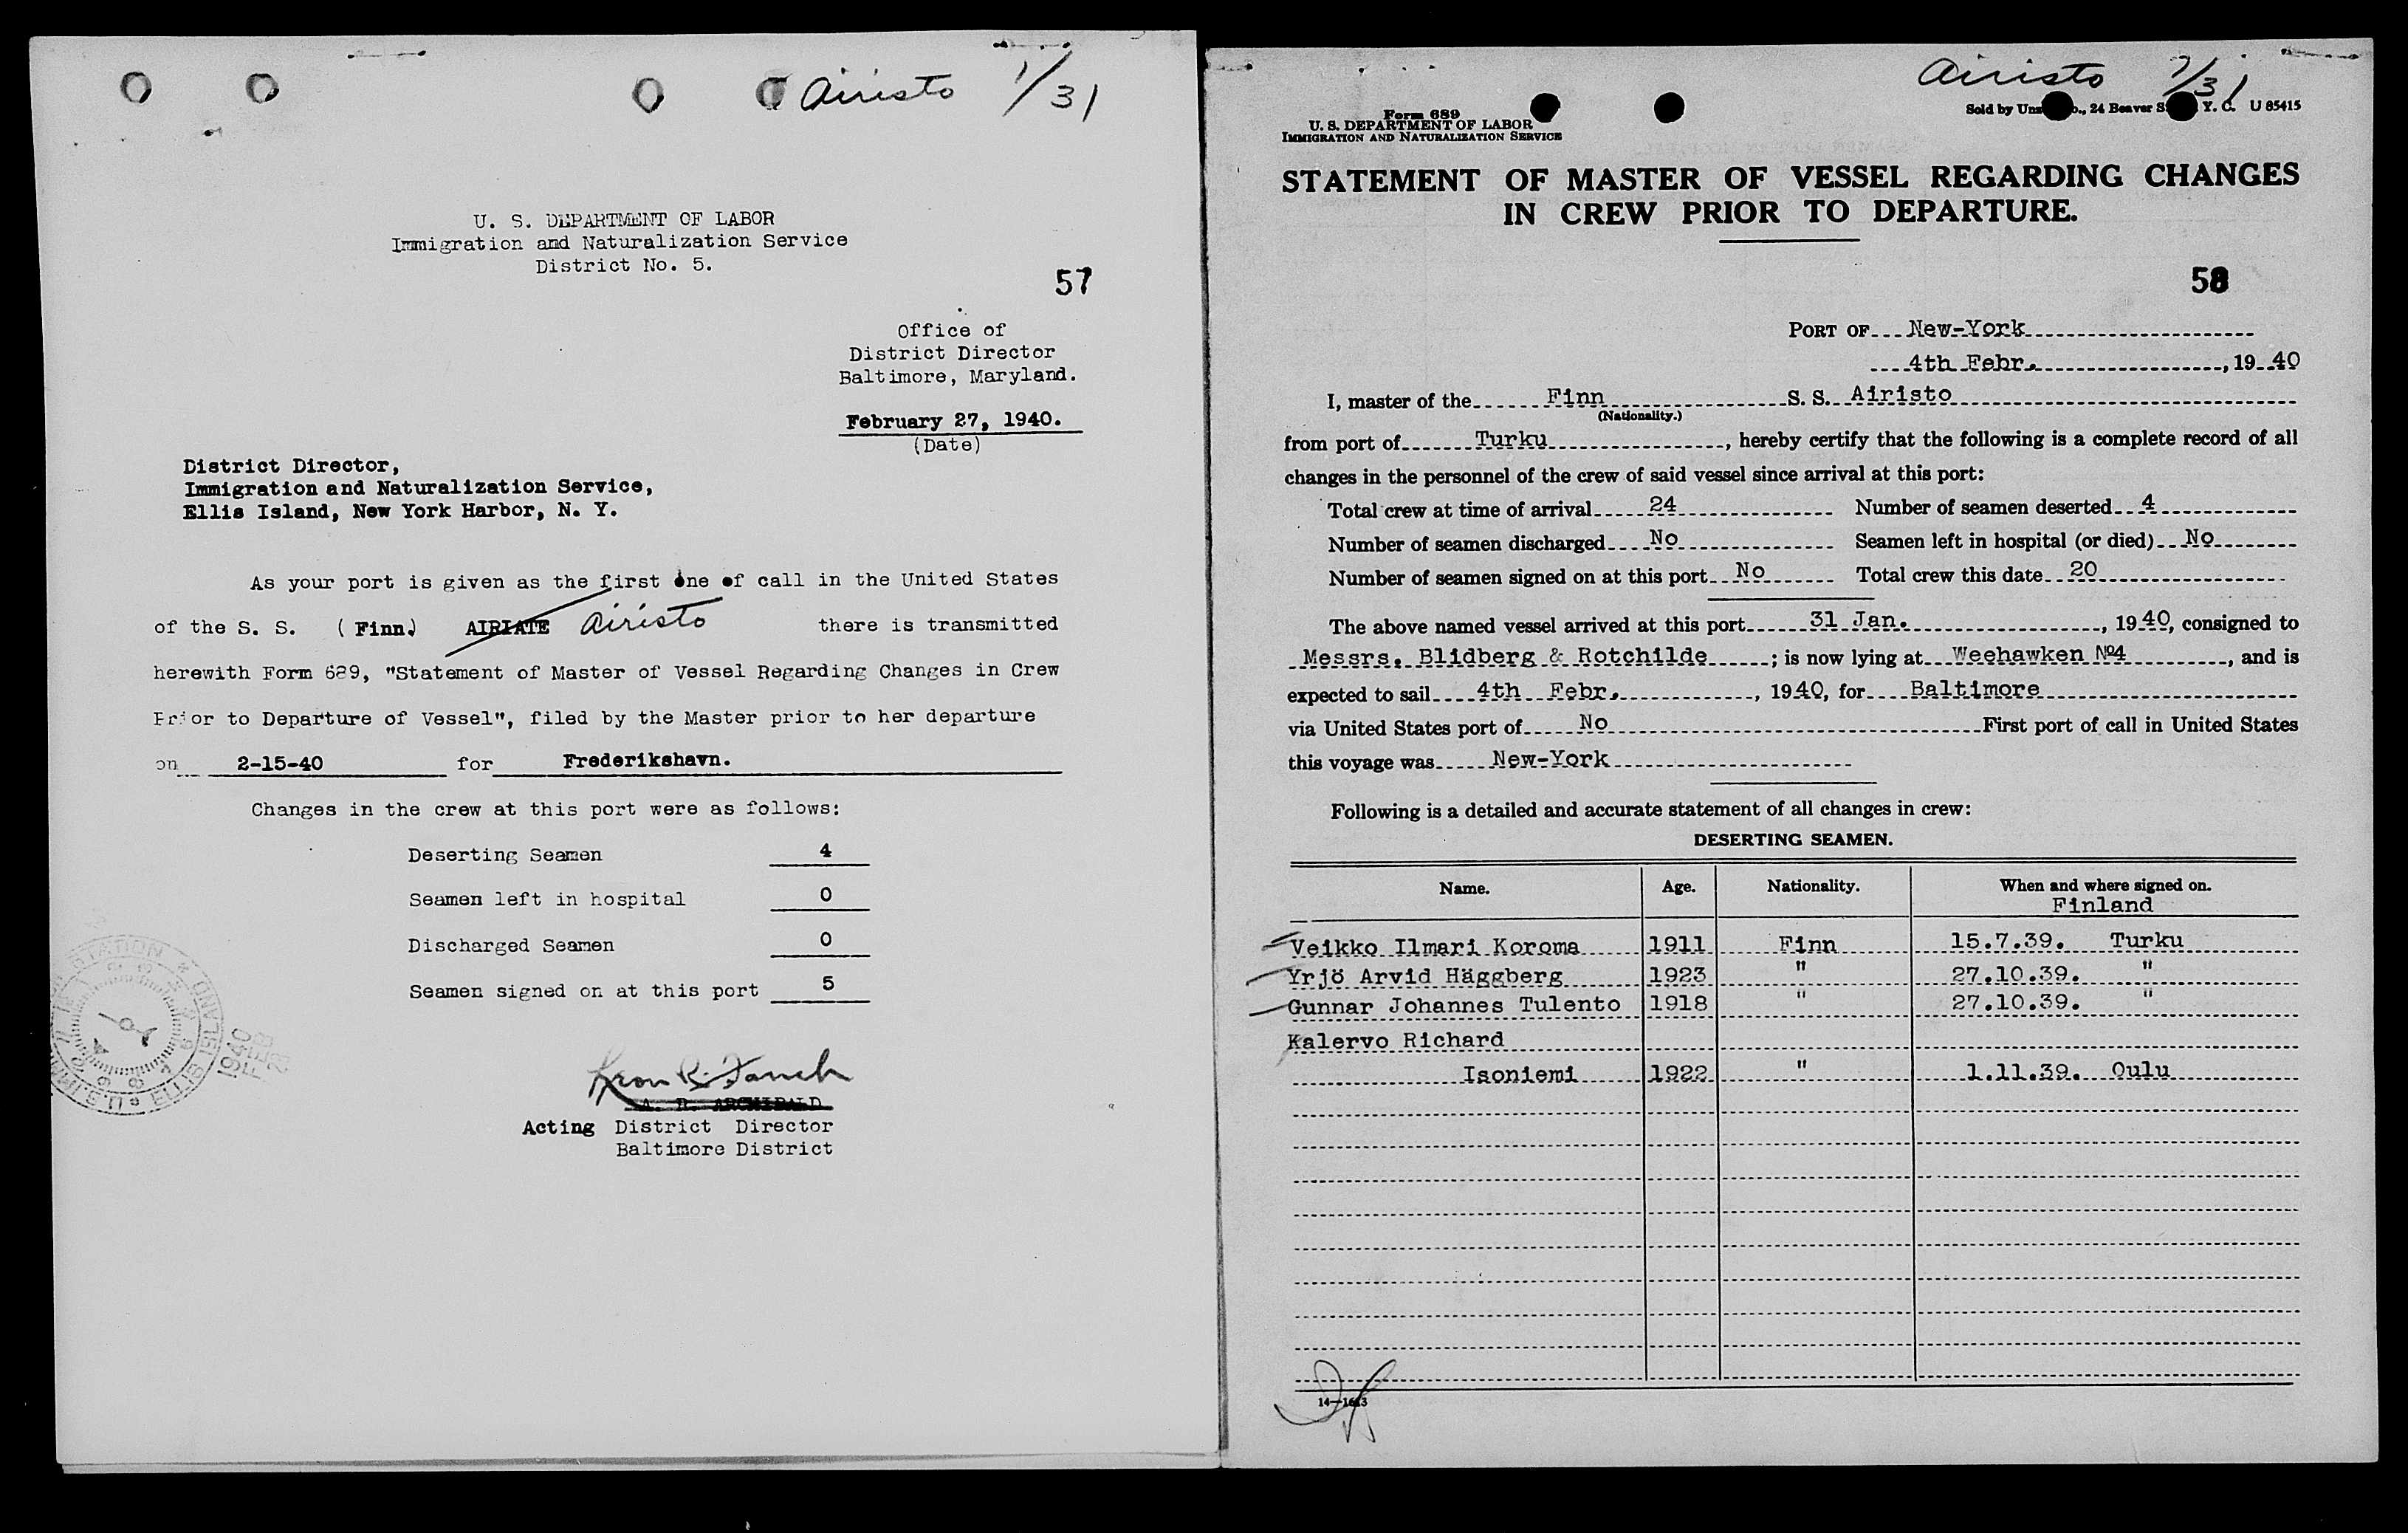 Airisto 1/31
U. S. DEPARTMENT OF LABOR
Immigration and Naturalization Service
District No. 5.
57
Office of
District Director
Baltimore, Maryland.
February 27, 1940.
(Date)
District Director,
Immigration and Naturalization Service,
Ellis Island, New York Harbor, N. Y.
As your port is given as the first one of call in the United States
of the S. S. (Finn.) AIRIATE Airisto there is transmitted
herewith Form 689, "Statement of Master of Vessel Regarding Changes in Crew
Prior to Departure of Vessel", filed by the Master prior to her departure
on 2-15-40 for Frederikshavn.
Changes in the crew at this port were as follows:
Deserting Seamen 4
Seamen left in hospital 0
Discharged Seamen 0
Seamen signed on at this port 5
ELLIS ISLAND
1940
FEB
28
A. R. ARCHIBALD
Acting District Director
Baltimore District
Airisto 1/31
Form 689
U. S. DEPARTMENT OF LABOR
IMMIGRATION AND NATURALIZATION SERVICE
Sold by 24 Beaver Y. C. U 85415
STATEMENT OF MASTER OF VESSEL REGARDING CHANGES
IN CREW PRIOR TO DEPARTURE.
58
PORT OF New-York
4th Febr., 1940
I, master of the Finn S. S. Airisto
(Nationality.)
from port of Turku, hereby certify that the following is a complete record of all
changes in the personnel of the crew of said vessel since arrival at this port:
Total crew at time of arrival 24 Number of seamen deserted 4
Number of seamen discharged No Seamen left in hospital (or died) No
Number of seamen signed on at this port No Total crew this date 20
The above named vessel arrived at this port 31 Jan., 1940, consigned to
Messrs. Blidberg & Rotchilde; is now lying at Weehawken №4, and is
expected to sail 4th Febr., 1940, for Baltimore
via United States port of No First port of call in United States
this voyage was New-York
Following is a detailed and accurate statement of all changes in crew:
DESERTING SEAMEN.
Name. Age. Nationality. When and where signed on.
Finland
Veikko Ilmari Koroma 1911 Finn 15.7.39. Turku
Yrjö Arvid Häggberg 1923 " 27.10.39. "
Gunnar Johannes Tulento 1918 " 27.10.39. "
Kalervo Richard
Isoniemi 1922 " 1.11.39. Oulu
14—1613